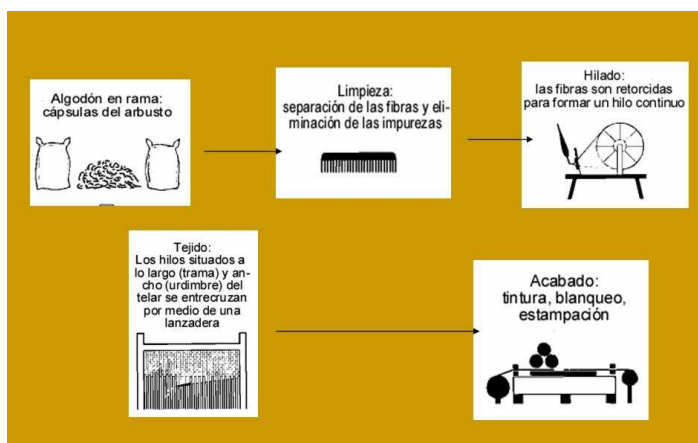 Algodón en rama:
cápsulas del arbusto
Limpieza:
separación de las fibras y eli-
minación de las impurezas
Hilado:
las fibras son retorcidas
para formar un hilo continuo
Tejido:
Los hilos situados a
lo largo (trama) y an-
cho (urdimbre) del
telar se entrecruzan
por medio de una
lanzadera
Acabado:
tintura, blanqueo,
estampación